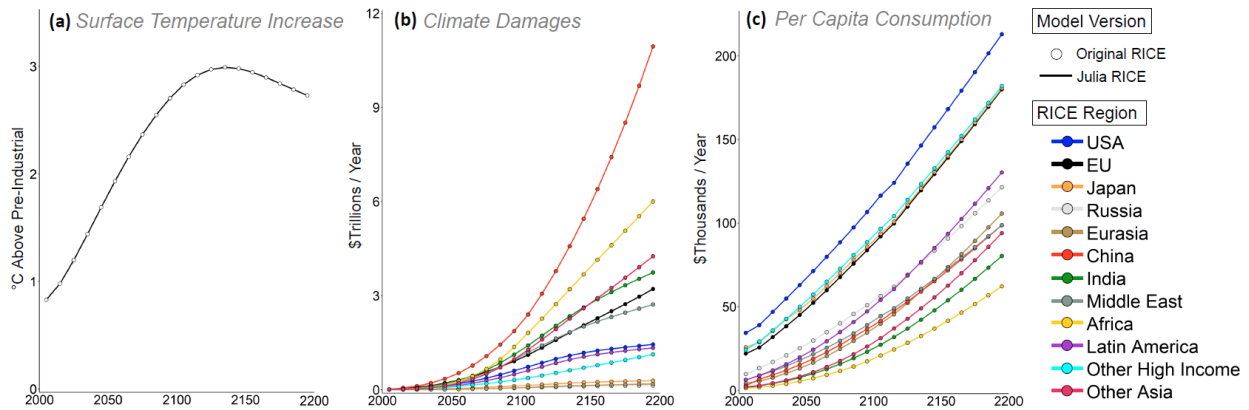 (a) Surface Temperature Increase
°C Above Pre-Industrial
3
2
1
0
2000 2050 2100 2150 2200
(b) Climate Damages
$Trillions / Year
12
9
6
3
0
2000 2050 2100 2150 2200
(c) Per Capita Consumption
$Thousands / Year
200
150
100
50
0
2000 2050 2100 2150 2200
Model Version
Original RICE
Julia RICE
RICE Region
USA
EU
Japan
Russia
Eurasia
China
India
Middle East
Africa
Latin America
Other High Income
Other Asia